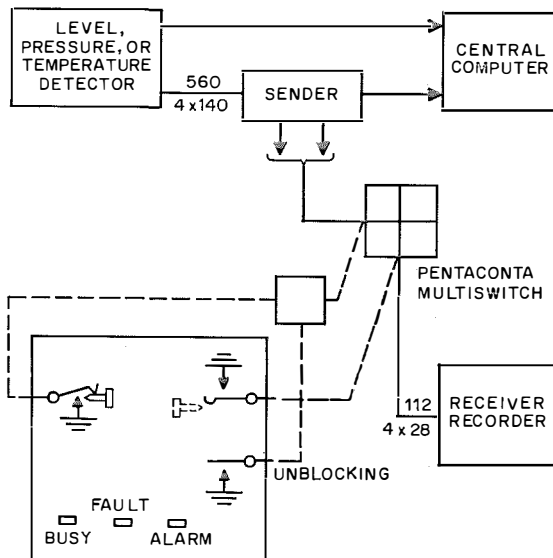 LEVEL,
PRESSURE, OR
TEMPERATURE
DETECTOR
560
4 x 140
SENDER
CENTRAL
COMPUTER
PENTACONTA
MULTISWITCH
112
4 x 28
RECEIVER
RECORDER
UNBLOCKING
FAULT
BUSY
ALARM